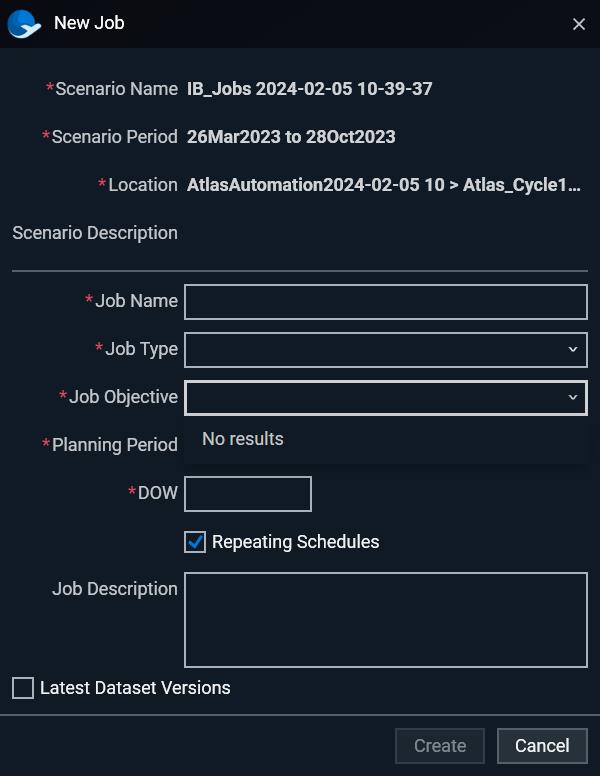 New Job
*Scenario Name IB_Jobs 2024-02-05 10-39-37
*Scenario Period 26Mar2023 to 28Oct2023
*Location AtlasAutomation2024-02-05 10 > Atlas_Cycle1...
Scenario Description
*Job Name
*Job Type
*Job Objective
No results
*Planning Period
*DOW
Repeating Schedules
Job Description
Latest Dataset Versions
Create Cancel